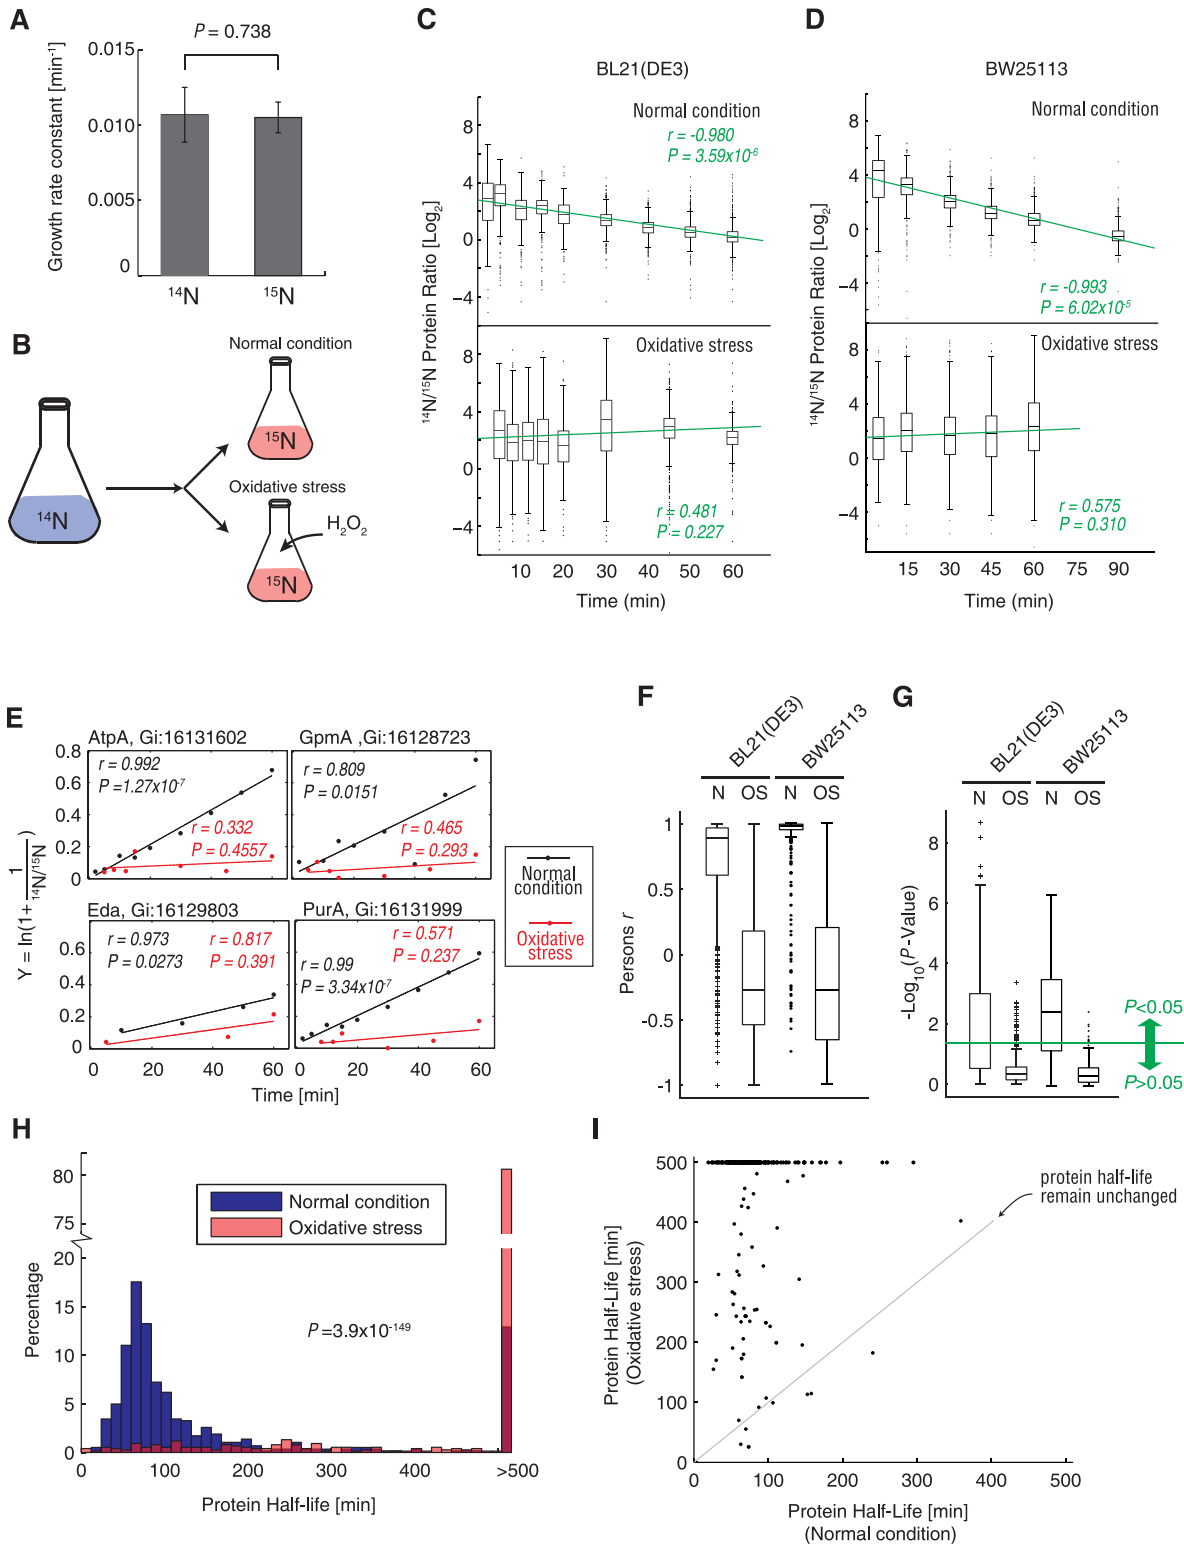 A
P = 0.738
Growth rate constant [min⁻¹]
0.015
0.010
0.005
0
¹⁴N
¹⁵N
B
Normal condition
¹⁴N
¹⁵N
Oxidative stress
H₂O₂
¹⁵N
C
BL21(DE3)
¹⁴N/¹⁵N Protein Ratio [Log₂]
Normal condition
r = -0.980
P = 3.59x10⁻⁶
8
4
0
−4
Oxidative stress
8
4
0
−4
r = 0.481
P = 0.227
10 20 30 40 50 60
Time (min)
D
BW25113
¹⁴N/¹⁵N Protein Ratio [Log₂]
Normal condition
8
4
0
−4
r = -0.993
P = 6.02x10⁻⁵
Oxidative stress
8
4
0
−4
r = 0.575
P = 0.310
15 30 45 60 75 90
Time (min)
E
Y = ln(1+ 1/¹⁴N/¹⁵N)
AtpA, Gi:16131602
0.8
0.6
0.4
0.2
0
r = 0.992
P =1.27x10⁻⁷
r = 0.332
P = 0.4557
GpmA ,Gi:16128723
r = 0.809
P = 0.0151
r = 0.465
P = 0.293
Eda, Gi:16129803
0.6
0.4
0.2
0
r = 0.973
P = 0.0273
r = 0.817
P = 0.391
PurA, Gi:16131999
r = 0.571
P = 0.237
r = 0.99
P = 3.34x10⁻⁷
0 20 40 60
0 20 40 60
Time [min]
Normal
condition
Oxidative
stress
F
BL21(DE3)
BW25113
N OS N OS
Persons r
1
0.5
0
-0.5
-1
G
BL21(DE3)
BW25113
N OS N OS
-Log₁₀(P -Value)
8
6
4
2
0
P<0.05
P>0.05
H
80
75
20
15
10
5
0
Percentage
Normal condition
Oxidative stress
P =3.9x10⁻¹⁴⁹
0 100 200 300 400 >500
Protein Half-life [min]
I
Protein Half-Life [min]
(Oxidative stress)
500
400
300
200
100
0
protein half-life
remain unchanged
0 100 200 300 400 500
Protein Half-Life [min]
(Normal condition)